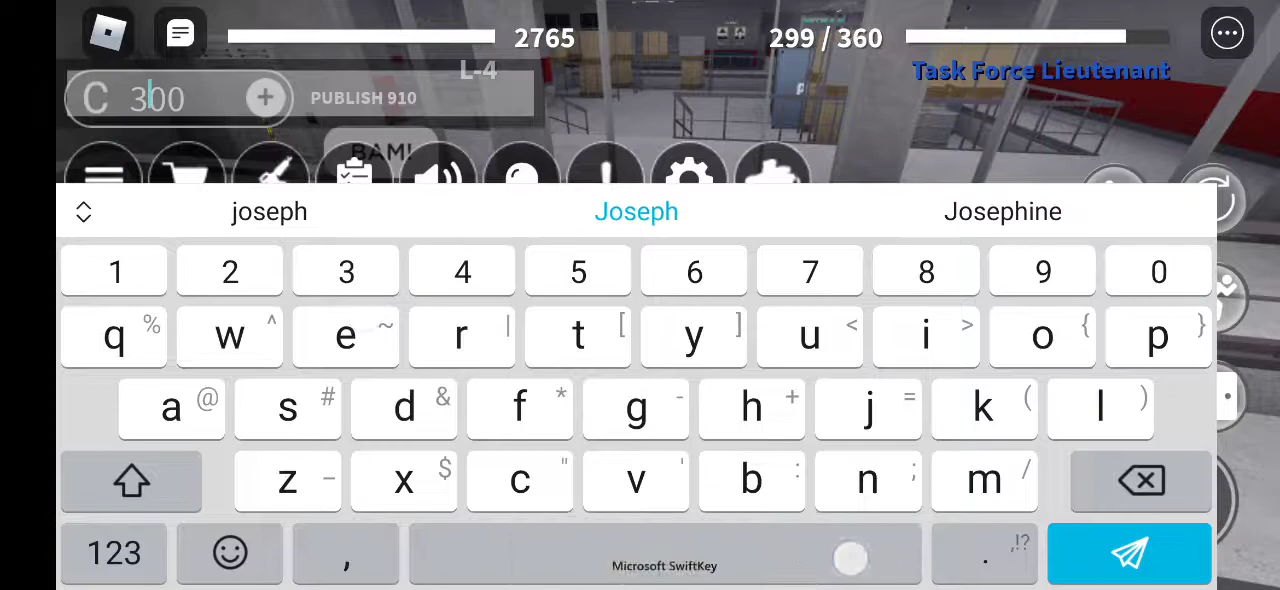 2765
299 / 360
L-4
Task Force Lieutenant
C 300 +
PUBLISH 910
BAM!
joseph Joseph Josephine
1 2 3 4 5 6 7 8 9 0
q % w ^ e ~ r | t [ y ] u < i > o { p }
a @ s # d & f * g - h + j = k ( l )
z _ x $ c " v ' b : n ; m /
123 , Microsoft SwiftKey . ,!?